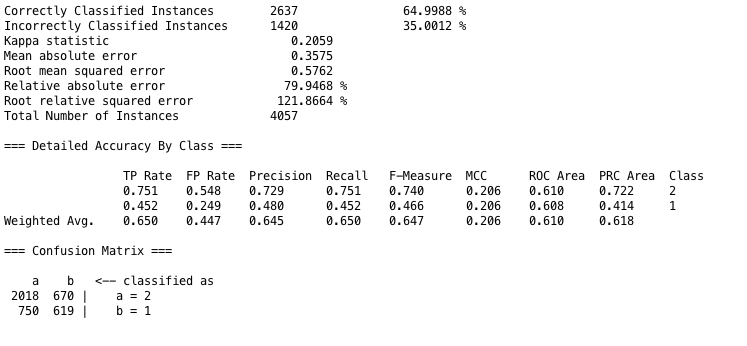 Correctly Classified Instances        2637               64.9988 %
Incorrectly Classified Instances      1420               35.0012 %
Kappa statistic                          0.2059
Mean absolute error                      0.3575
Root mean squared error                  0.5762
Relative absolute error                 79.9468 %
Root relative squared error            121.8664 %
Total Number of Instances             4057

=== Detailed Accuracy By Class ===

                 TP Rate  FP Rate  Precision  Recall   F-Measure  MCC      ROC Area  PRC Area  Class
                 0.751    0.548    0.729      0.751    0.740      0.206    0.610     0.722     2
                 0.452    0.249    0.480      0.452    0.466      0.206    0.608     0.414     1
Weighted Avg.    0.650    0.447    0.645      0.650    0.647      0.206    0.610     0.618

=== Confusion Matrix ===

    a    b   <-- classified as
 2018  670 |    a = 2
  750  619 |    b = 1